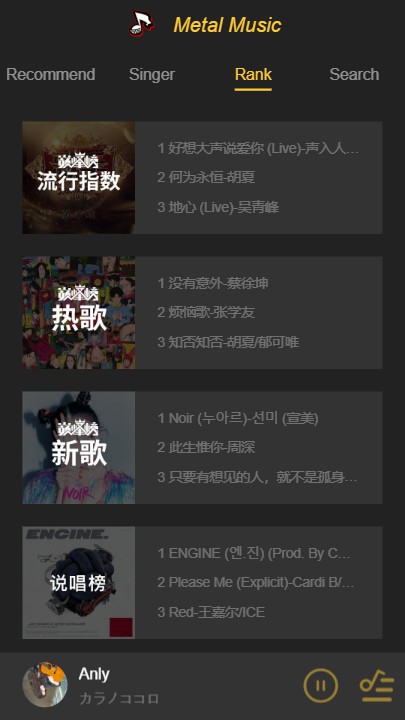 Metal Music
Recommend Singer Rank Search
巅峰榜
流行指数
1 好想大声说爱你 (Live)-声入人...
2 何为永恒-胡夏
3 地心 (Live)-吴青峰
巅峰榜
热歌
1 没有意外-蔡徐坤
2 烦恼歌-张学友
3 知否知否-胡夏/郁可唯
巅峰榜
新歌
NOIR
1 Noir (누아르)-선미 (宣美)
2 此生惟你-周深
3 只要有想见的人，就不是孤身...
ENGINE.
说唱榜
1 ENGINE (엔진) (Prod. By C...
2 Please Me (Explicit)-Cardi B/...
3 Red-王嘉尔/ICE
Anly
カラノココロ